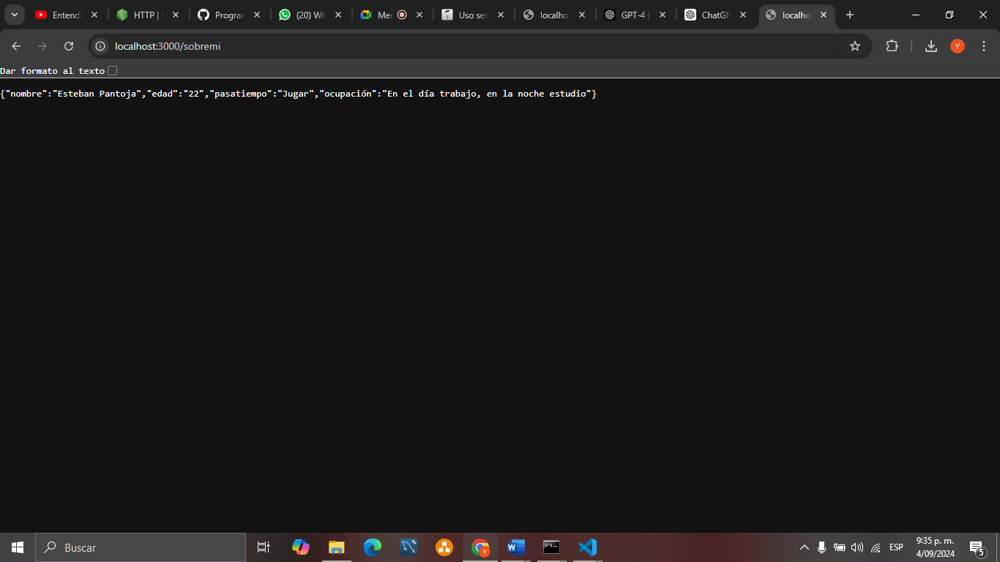 Entendi
HTTP |
Program
(20) Wh
Mee
Uso ser
localho
GPT-4 |
ChatGP
localho
localhost:3000/sobremi
Y
Dar formato al texto
{"nombre":"Esteban Pantoja","edad":"22","pasatiempo":"Jugar","ocupación":"En el día trabajo, en la noche estudio"}
Buscar
ESP
9:35 p. m.
4/09/2024
5